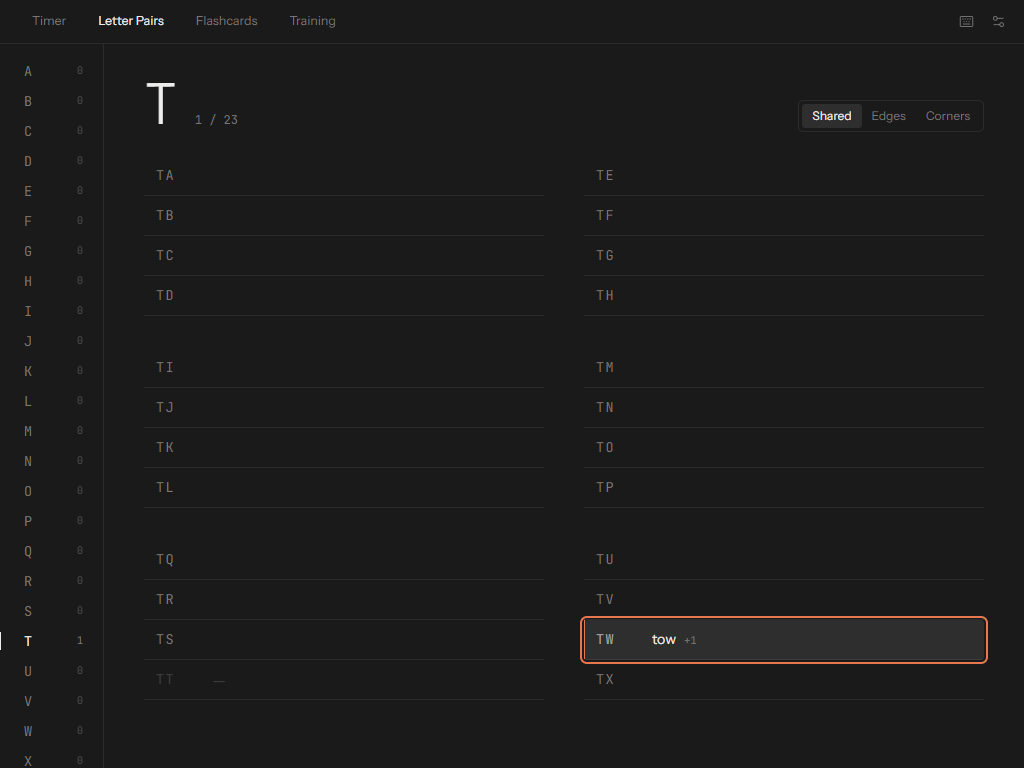 Timer Letter Pairs Flashcards Training
A 0
B 0
C 0
D 0
E 0
F 0
G 0
H 0
I 0
J 0
K 0
L 0
M 0
N 0
O 0
P 0
Q 0
R 0
S 0
T 1
U 0
V 0
W 0
X 0
T 1 / 23
Shared Edges Corners
TA
TB
TC
TD
TE
TF
TG
TH
TI
TJ
TK
TL
TM
TN
TO
TP
TQ
TR
TS
TT —
TU
TV
TW tow +1
TX